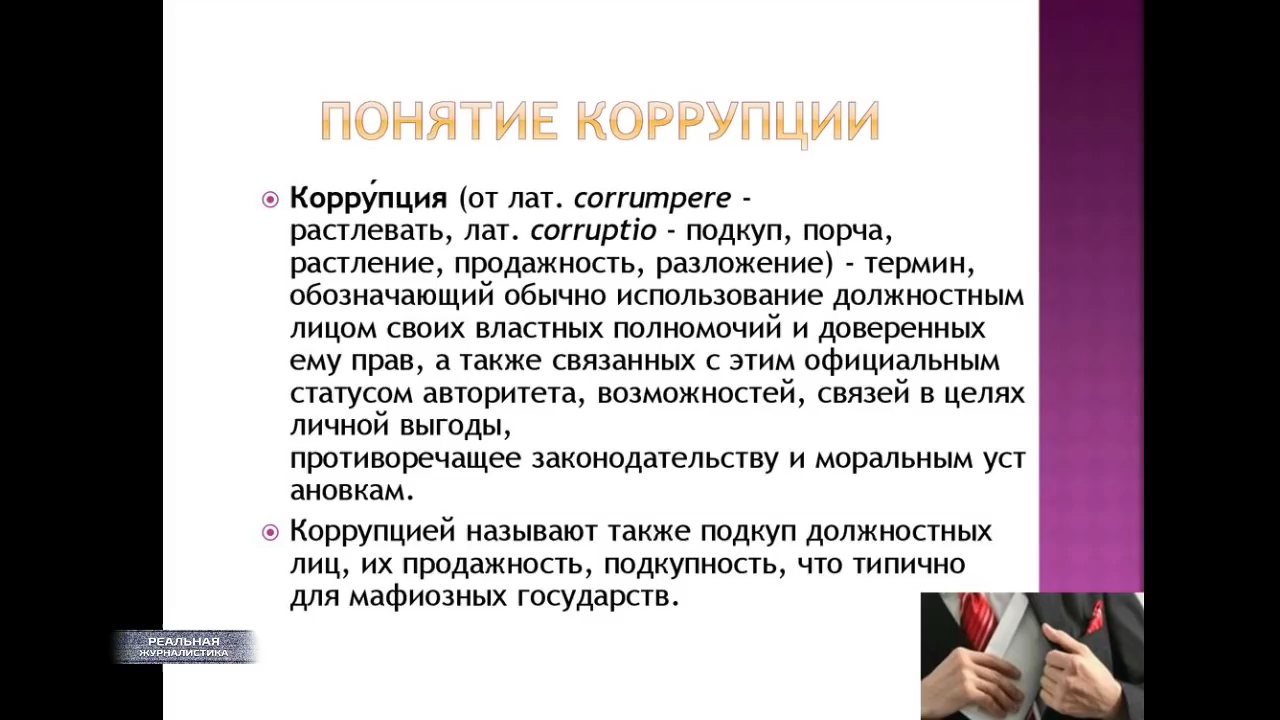 ПОНЯТИЕ КОРРУПЦИИ
Корру́пция (от лат. corrumpere -
растлевать, лат. corruptio - подкуп, порча,
растление, продажность, разложение) - термин,
обозначающий обычно использование должностным
лицом своих властных полномочий и доверенных
ему прав, а также связанных с этим официальным
статусом авторитета, возможностей, связей в целях
личной выгоды,
противоречащее законодательству и моральным уст
ановкам.
Коррупцией называют также подкуп должностных
лиц, их продажность, подкупность, что типично
для мафиозных государств.
РЕАЛЬНАЯ
ЖУРНАЛИСТИКА